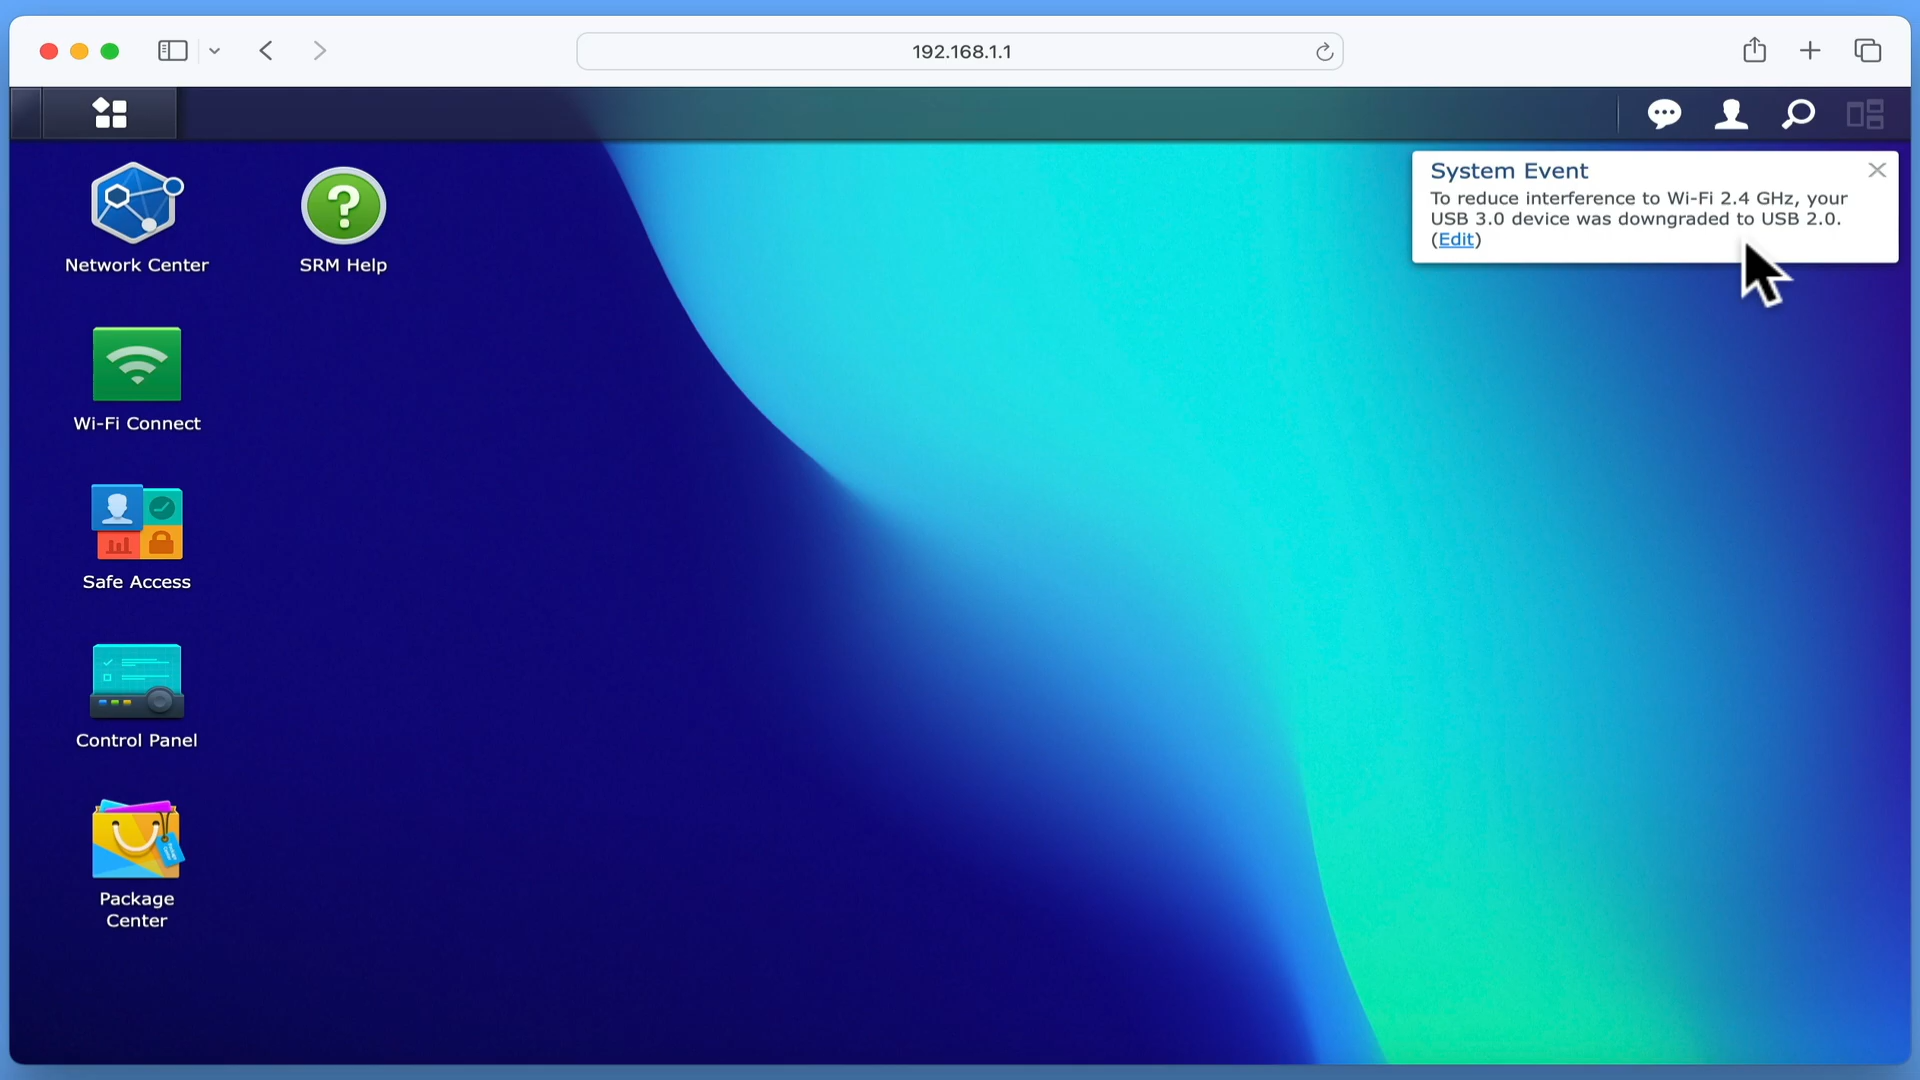 192.168.1.1
System Event
To reduce interference to Wi-Fi 2.4 GHz, your
USB 3.0 device was downgraded to USB 2.0.
(Edit)
Network Center
SRM Help
Wi-Fi Connect
Safe Access
Control Panel
Package
Center